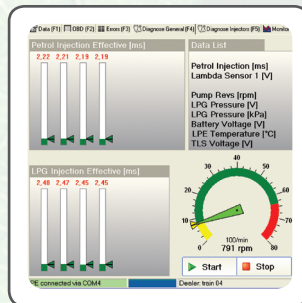 Data (F1) OBD (F2) Errors (F3) Diagnose General (F4) Diagnose Injectors (F5) Monitor
Petrol Injection Effective [ms]
2,22 2,21 2,19 2,19
Data List
Petrol Injection (ms)
Lambda Sensor 1 [V]
Pump Revs [rpm]
LPG Pressure [V]
LPG Pressure [kPa]
Battery Voltage [V]
LPE Temperature [°C]
TLS Voltage [V]
LPG Injection Effective [ms]
2,48 2,47 2,45 2,45
10 20 30 40 50 60 70 80
100/min
791 rpm
Start Stop
PE connected via COM4
Dealer: train 04